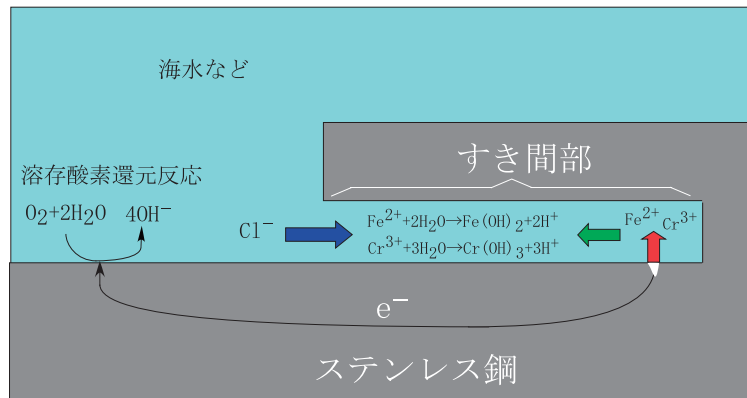 海水など
すき間部
溶存酸素還元反応
O₂+2H₂O 4OH⁻
Cl⁻
Fe²⁺+2H₂O→Fe(OH)₂+2H⁺
Cr³⁺+3H₂O→Cr(OH)₃+3H⁺
Fe²⁺ Cr³⁺
e⁻
ステンレス鋼